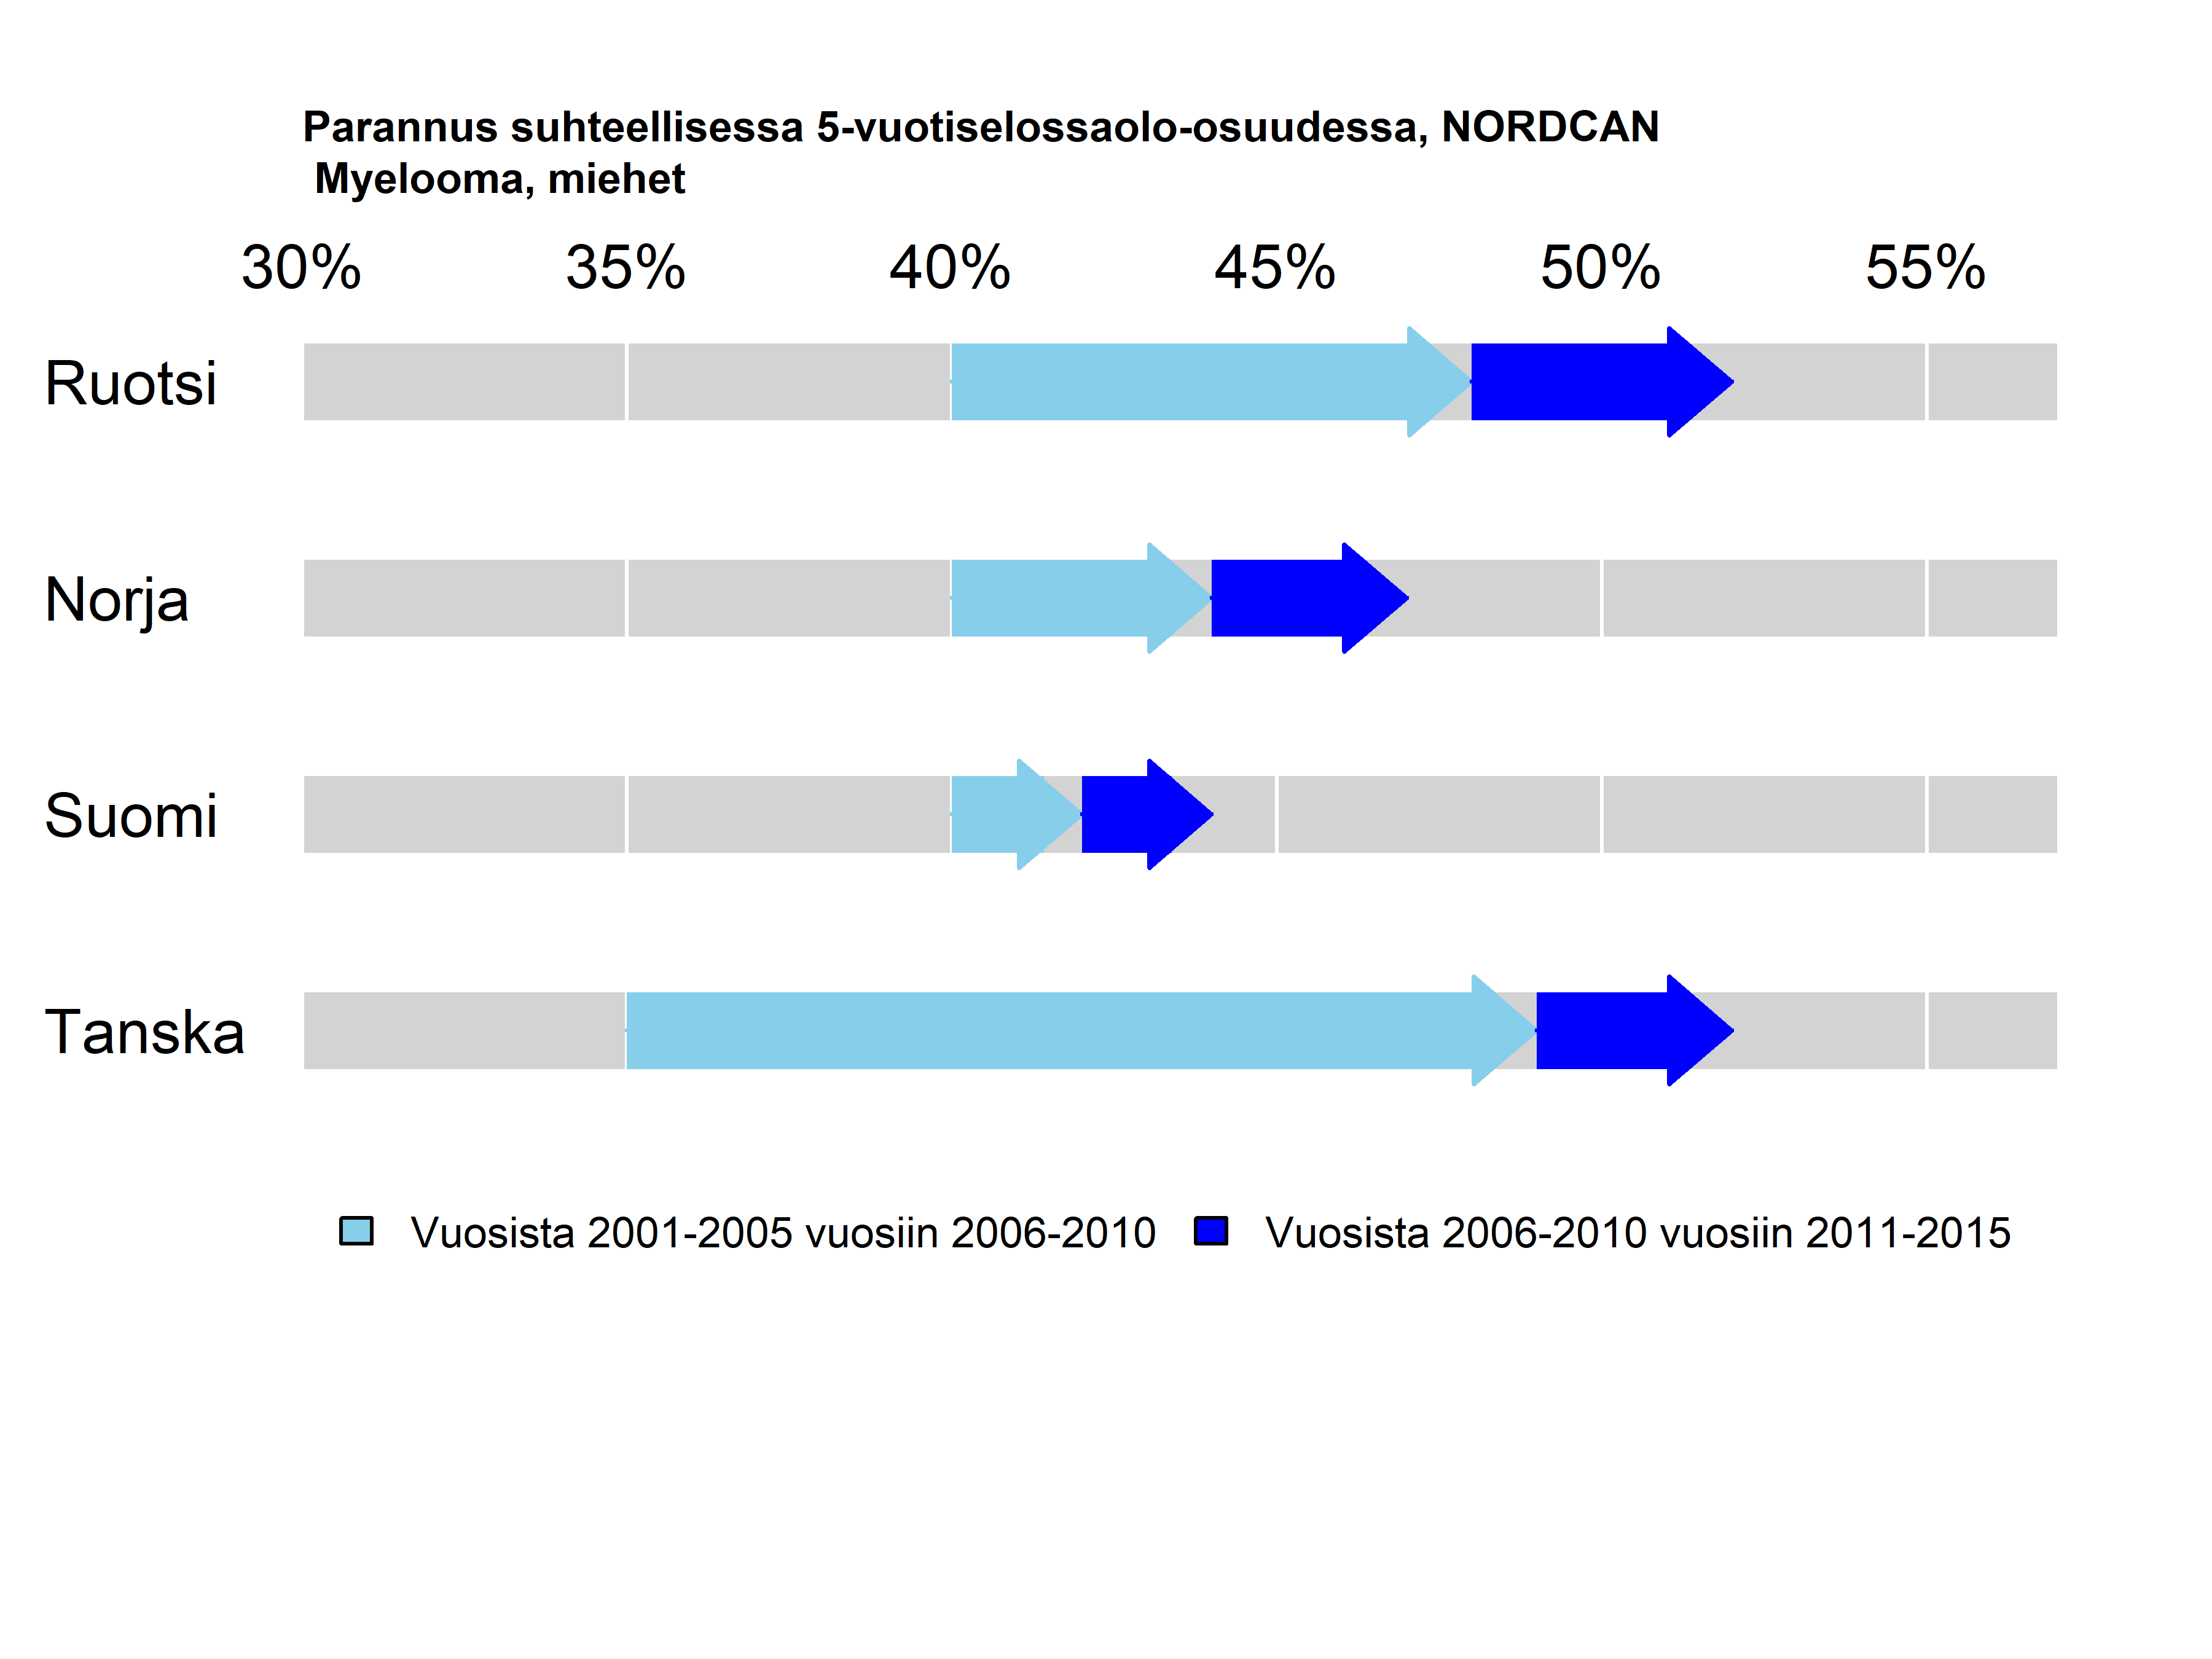 Parannus suhteellisessa 5-vuotiselossaolo-osuudessa, NORDCAN
Myelooma, miehet
30% 35% 40% 45% 50% 55%
Ruotsi
Norja
Suomi
Tanska
Vuosista 2001-2005 vuosiin 2006-2010 Vuosista 2006-2010 vuosiin 2011-2015